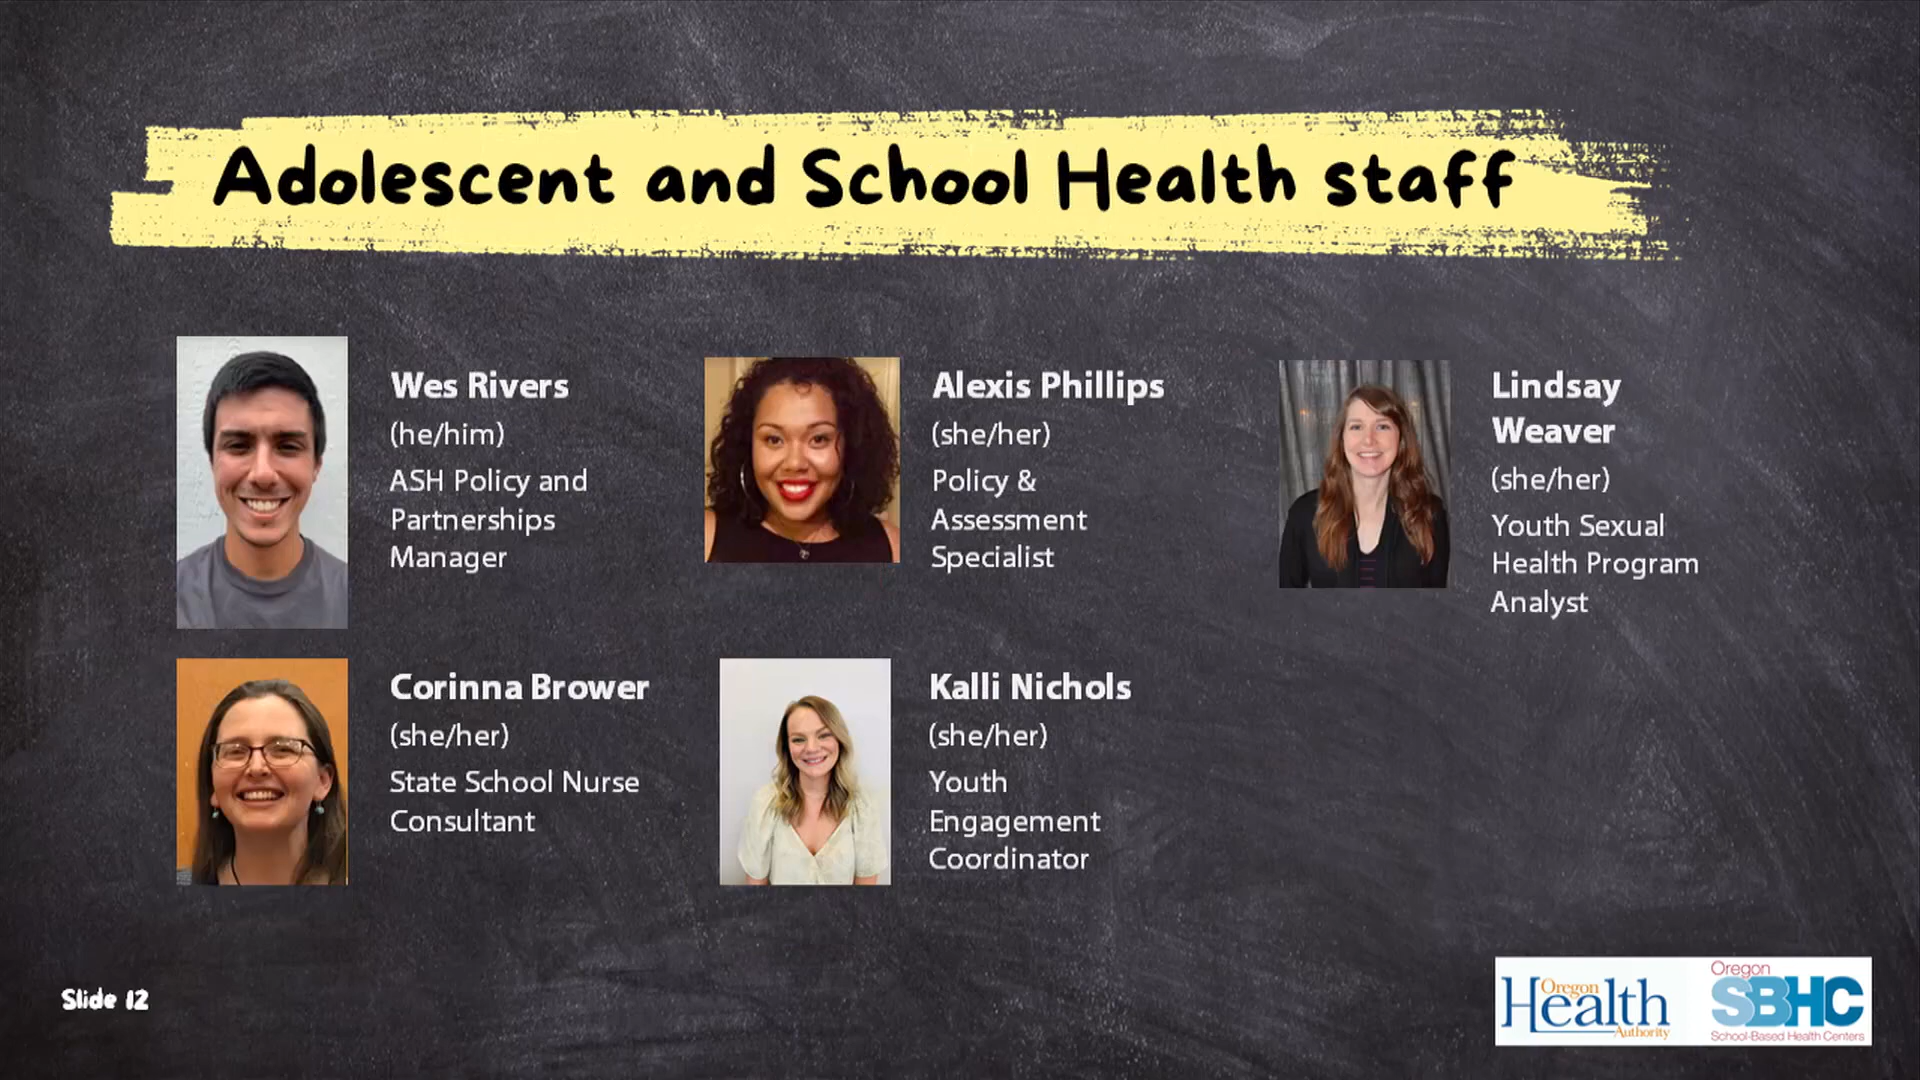 Adolescent and School Health staff
Wes Rivers
(he/him)
ASH Policy and
Partnerships
Manager
Alexis Phillips
(she/her)
Policy &
Assessment
Specialist
Lindsay
Weaver
(she/her)
Youth Sexual
Health Program
Analyst
Corinna Brower
(she/her)
State School Nurse
Consultant
Kalli Nichols
(she/her)
Youth
Engagement
Coordinator
Slide 12
Oregon
Health
Authority
Oregon
SBHC
School-Based Health Centers